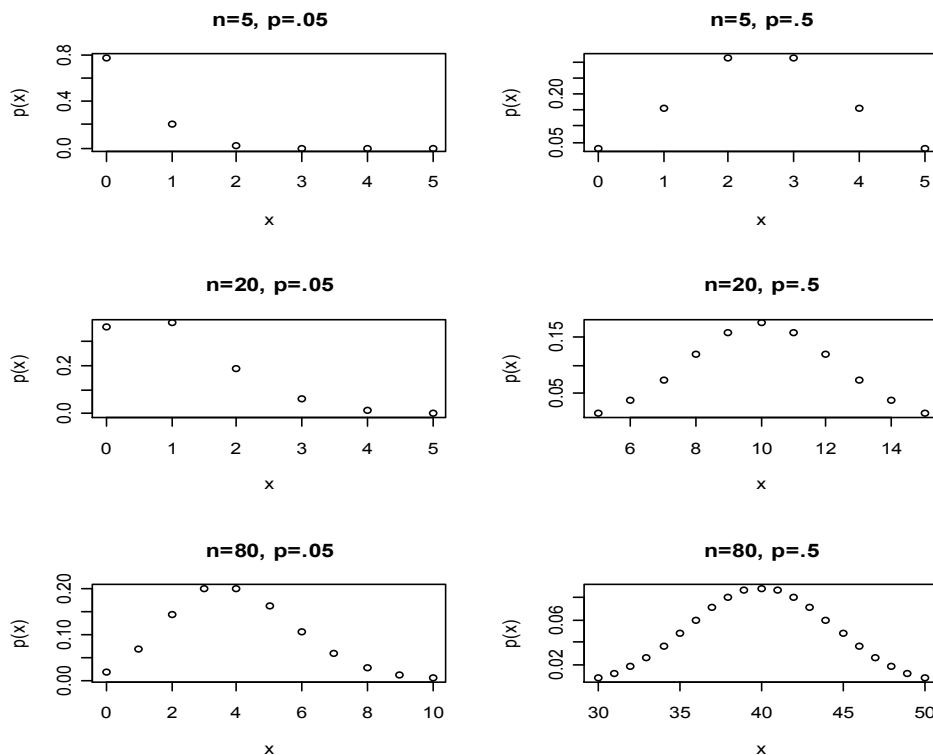 n=5, p=.05
p(x)
0.8
0.4
0.0
0 1 2 3 4 5
x
n=5, p=.5
p(x)
0.20
0.05
0 1 2 3 4 5
x
n=20, p=.05
p(x)
0.2
0.0
0 1 2 3 4 5
x
n=20, p=.5
p(x)
0.15
0.05
6 8 10 12 14
x
n=80, p=.05
p(x)
0.20
0.10
0.00
0 2 4 6 8 10
x
n=80, p=.5
p(x)
0.06
0.02
30 35 40 45 50
x